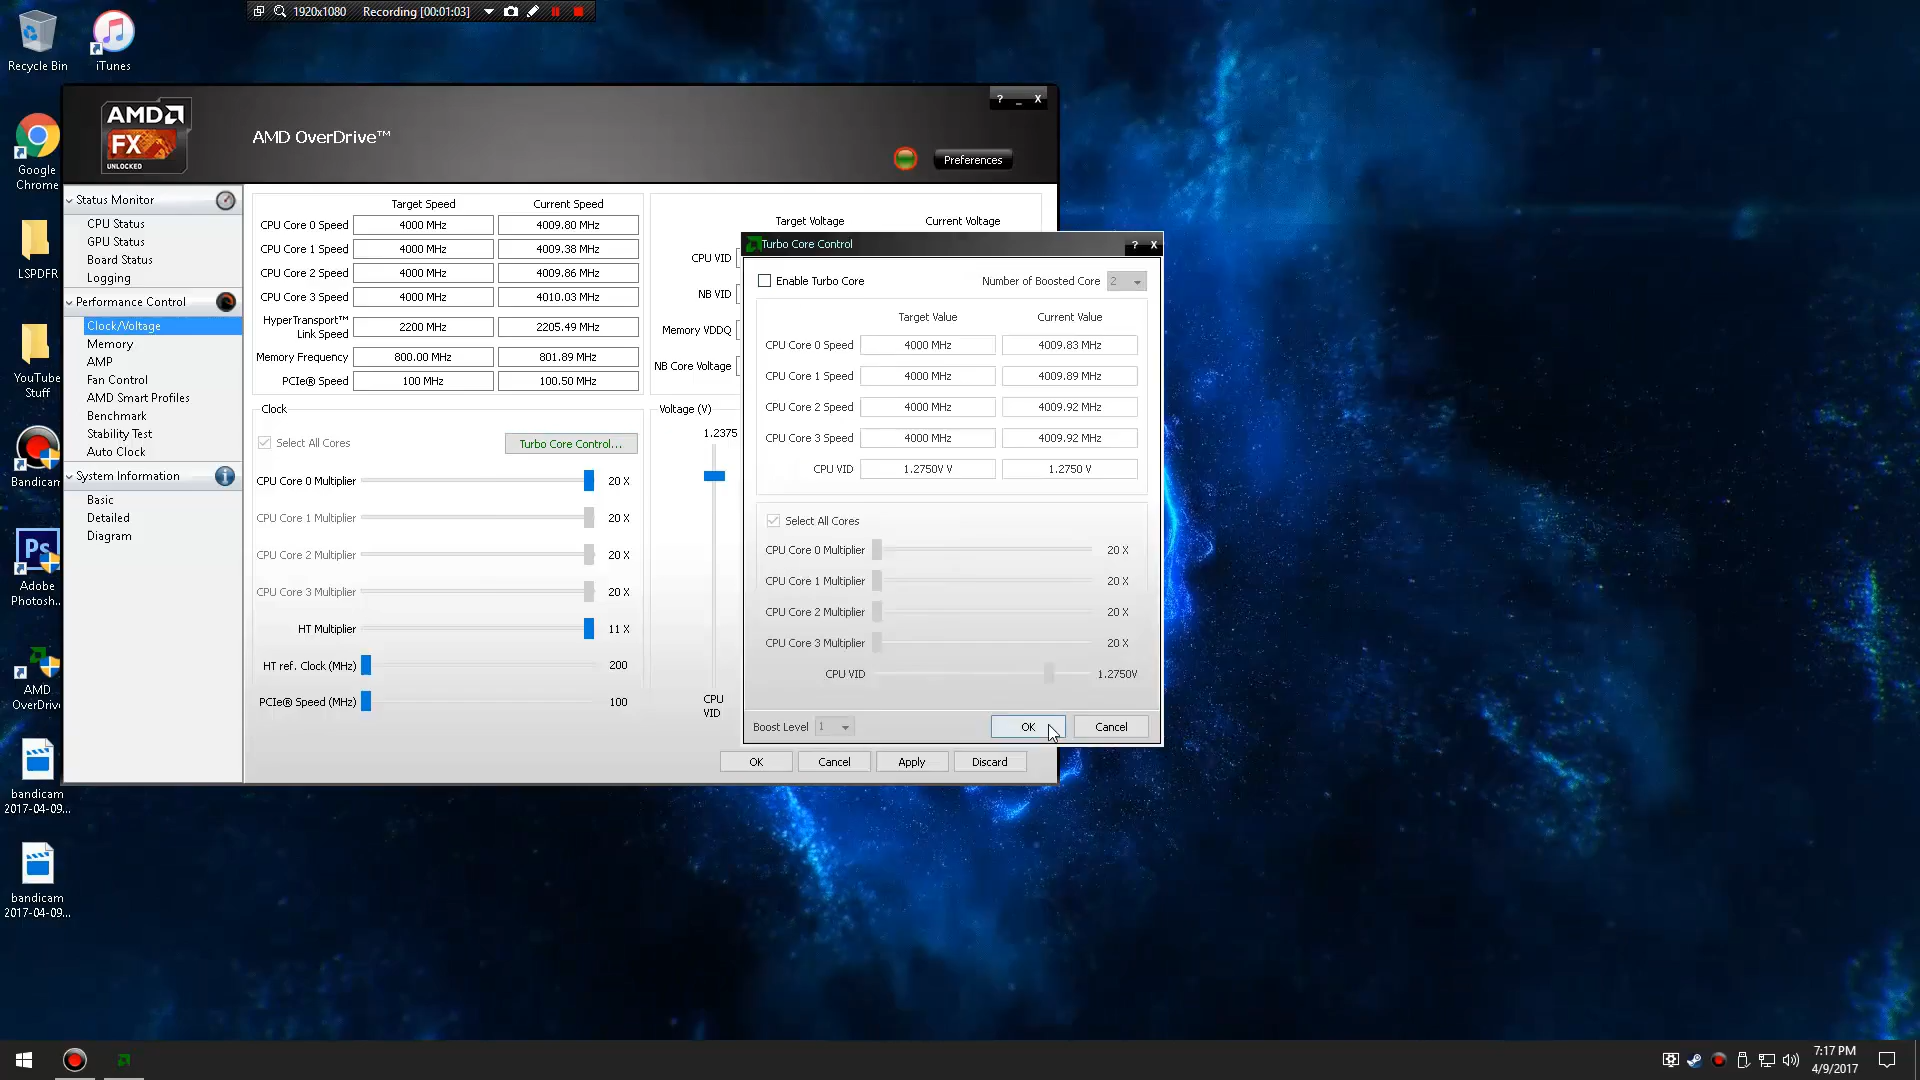 1920x1080 Recording [00:01:03]
Recycle Bin
iTunes
Google Chrome
LSPDFR
YouTube Stuff
Bandicam
Ps
Adobe Photosh...
AMD OverDrive
bandicam 2017-04-09...
bandicam 2017-04-09...
AMD
FX
UNLOCKED
AMD OverDrive™
? _ X
Preferences
Status Monitor
CPU Status
GPU Status
Board Status
Logging
Performance Control
Clock/Voltage
Memory
AMP
Fan Control
AMD Smart Profiles
Benchmark
Stability Test
Auto Clock
System Information
Basic
Detailed
Diagram
Target Speed Current Speed
CPU Core 0 Speed 4000 MHz 4009.80 MHz
CPU Core 1 Speed 4000 MHz 4009.38 MHz
CPU Core 2 Speed 4000 MHz 4009.86 MHz
CPU Core 3 Speed 4000 MHz 4010.03 MHz
HyperTransport™ Link Speed 2200 MHz 2205.49 MHz
Memory Frequency 800.00 MHz 801.89 MHz
PCIe® Speed 100 MHz 100.50 MHz
Target Voltage Current Voltage
CPU VID
NB VID
Memory VDDQ
NB Core Voltage
Clock
Select All Cores
Turbo Core Control...
CPU Core 0 Multiplier 20 X
CPU Core 1 Multiplier 20 X
CPU Core 2 Multiplier 20 X
CPU Core 3 Multiplier 20 X
HT Multiplier 11 X
HT ref. Clock (MHz) 200
PCIe® Speed (MHz) 100
Voltage (V)
1.2375
CPU VID
OK Cancel Apply Discard
Turbo Core Control ? X
Enable Turbo Core
Number of Boosted Core 2
Target Value Current Value
CPU Core 0 Speed 4000 MHz 4009.83 MHz
CPU Core 1 Speed 4000 MHz 4009.89 MHz
CPU Core 2 Speed 4000 MHz 4009.92 MHz
CPU Core 3 Speed 4000 MHz 4009.92 MHz
CPU VID 1.2750V V 1.2750 V
Select All Cores
CPU Core 0 Multiplier 20 X
CPU Core 1 Multiplier 20 X
CPU Core 2 Multiplier 20 X
CPU Core 3 Multiplier 20 X
CPU VID 1.2750V
Boost Level 1
OK Cancel
7:17 PM
4/9/2017